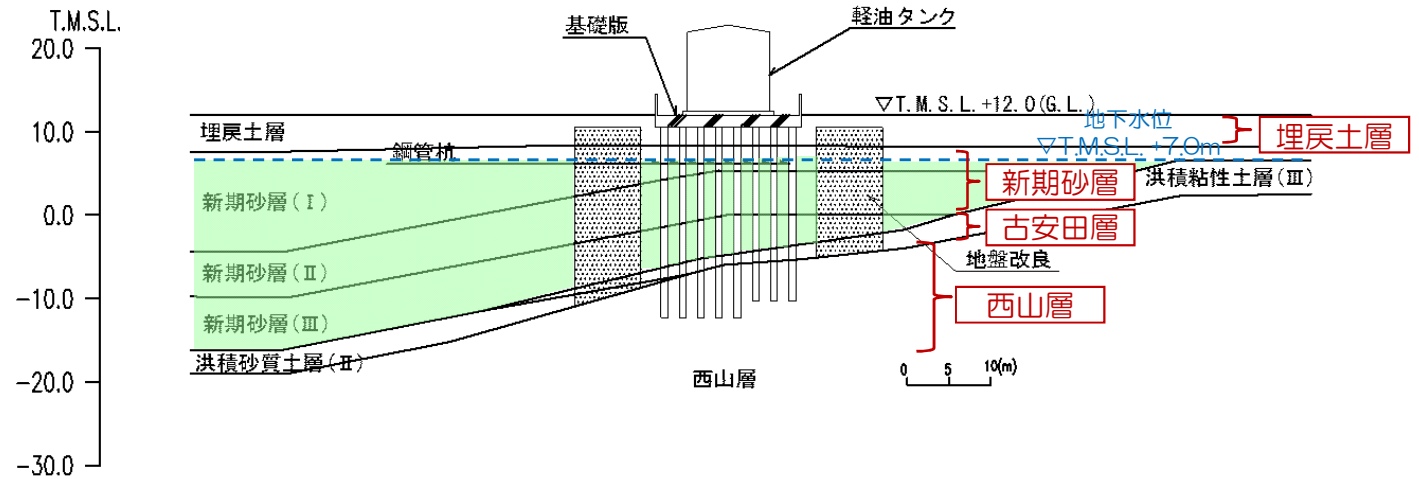 T.M.S.L.
20.0
10.0
0.0
-10.0
-20.0
-30.0
基礎版
軽油タンク
▽T.M.S.L.+12.0(G.L.)
地下水位
▽T.M.S.L.+7.0m
埋戻土層
埋戻土層
鋼管杭
新期砂層
洪積粘性土層(Ⅲ)
新期砂層(Ⅰ)
古安田層
地盤改良
新期砂層(Ⅱ)
西山層
新期砂層(Ⅲ)
洪積砂質土層(Ⅱ)
西山層
0 5 10(m)